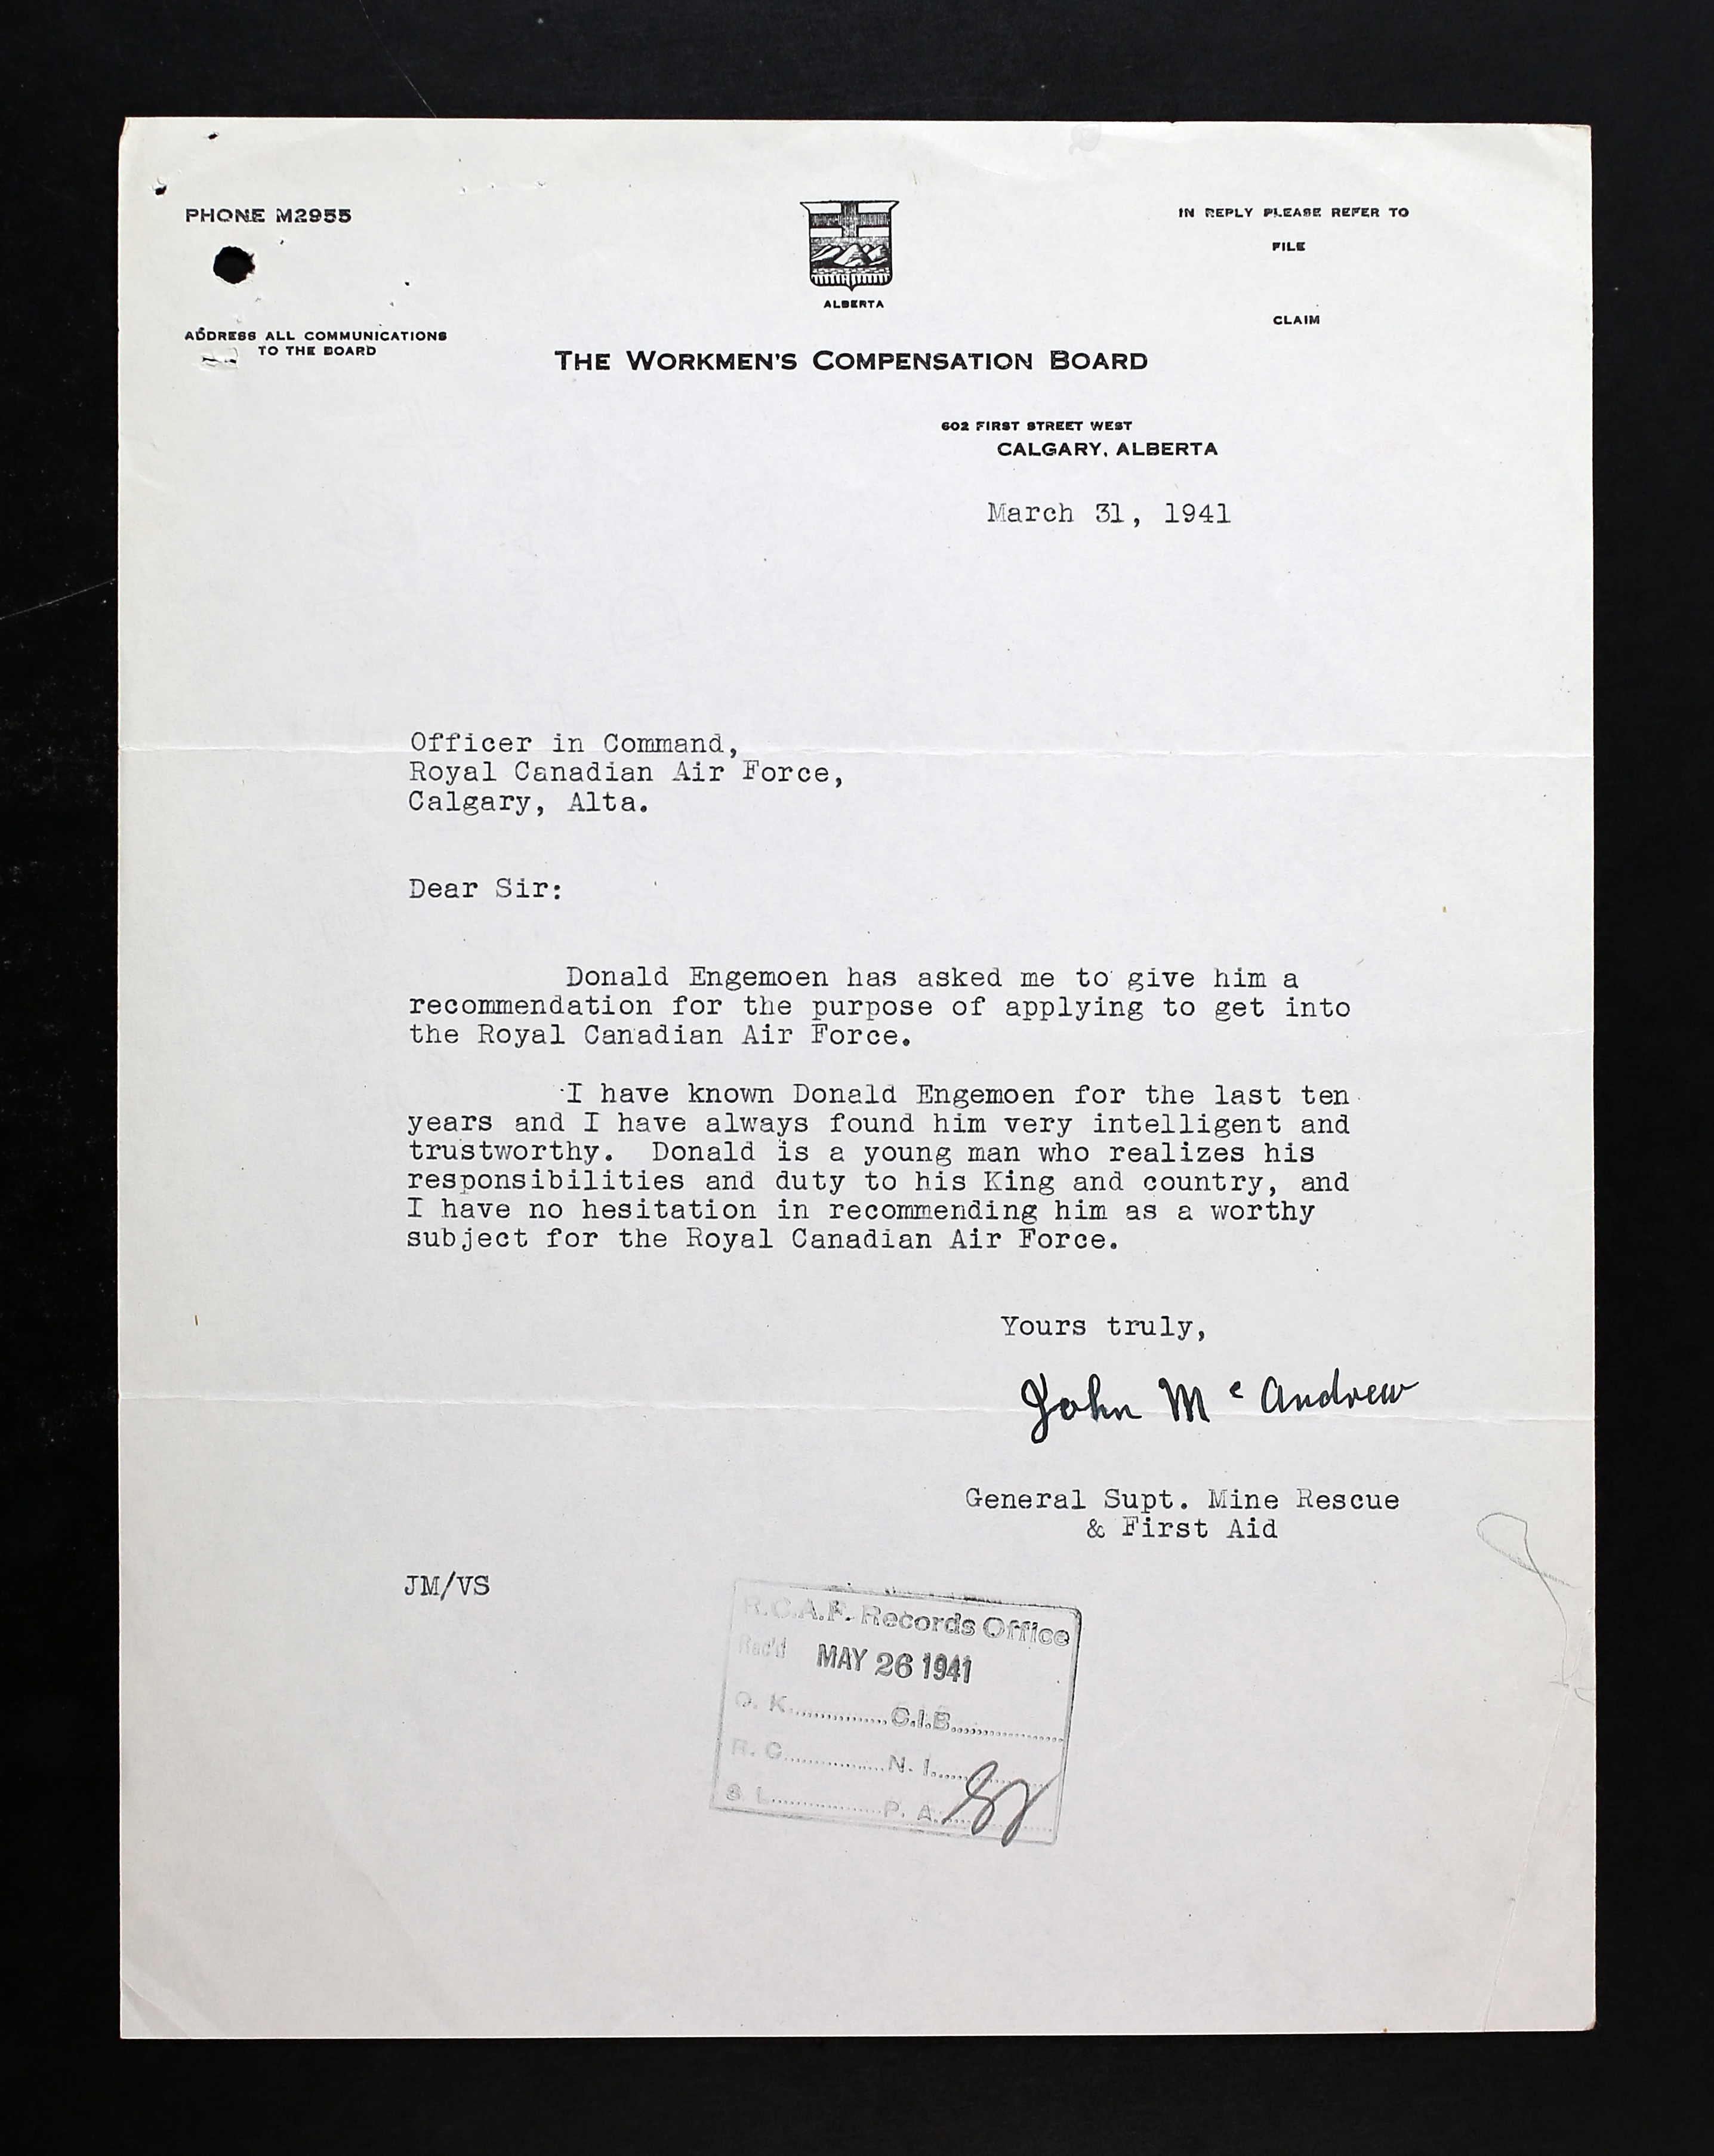 PHONE M2955
ADDRESS ALL COMMUNICATIONS
TO THE BOARD
ALBERTA
IN REPLY PLEASE REFER TO
FILE
CLAIM
THE WORKMEN'S COMPENSATION BOARD
602 FIRST STREET WEST
CALGARY, ALBERTA
March 31, 1941
Officer in Command,
Royal Canadian Air Force,
Calgary, Alta.
Dear Sir:
Donald Engemoen has asked me to give him a
recommendation for the purpose of applying to get into
the Royal Canadian Air Force.
I have known Donald Engemoen for the last ten
years and I have always found him very intelligent and
trustworthy. Donald is a young man who realizes his
responsibilities and duty to his King and country, and
I have no hesitation in recommending him as a worthy
subject for the Royal Canadian Air Force.
Yours truly,
John Mc Andrew
General Supt. Mine Rescue
& First Aid
JM/VS
R.C.A.F. Records Office
Rec'd MAY 26 1941
O. K...............C.I.B...............
R. C...............N. I...............
S. L...............P. A...............